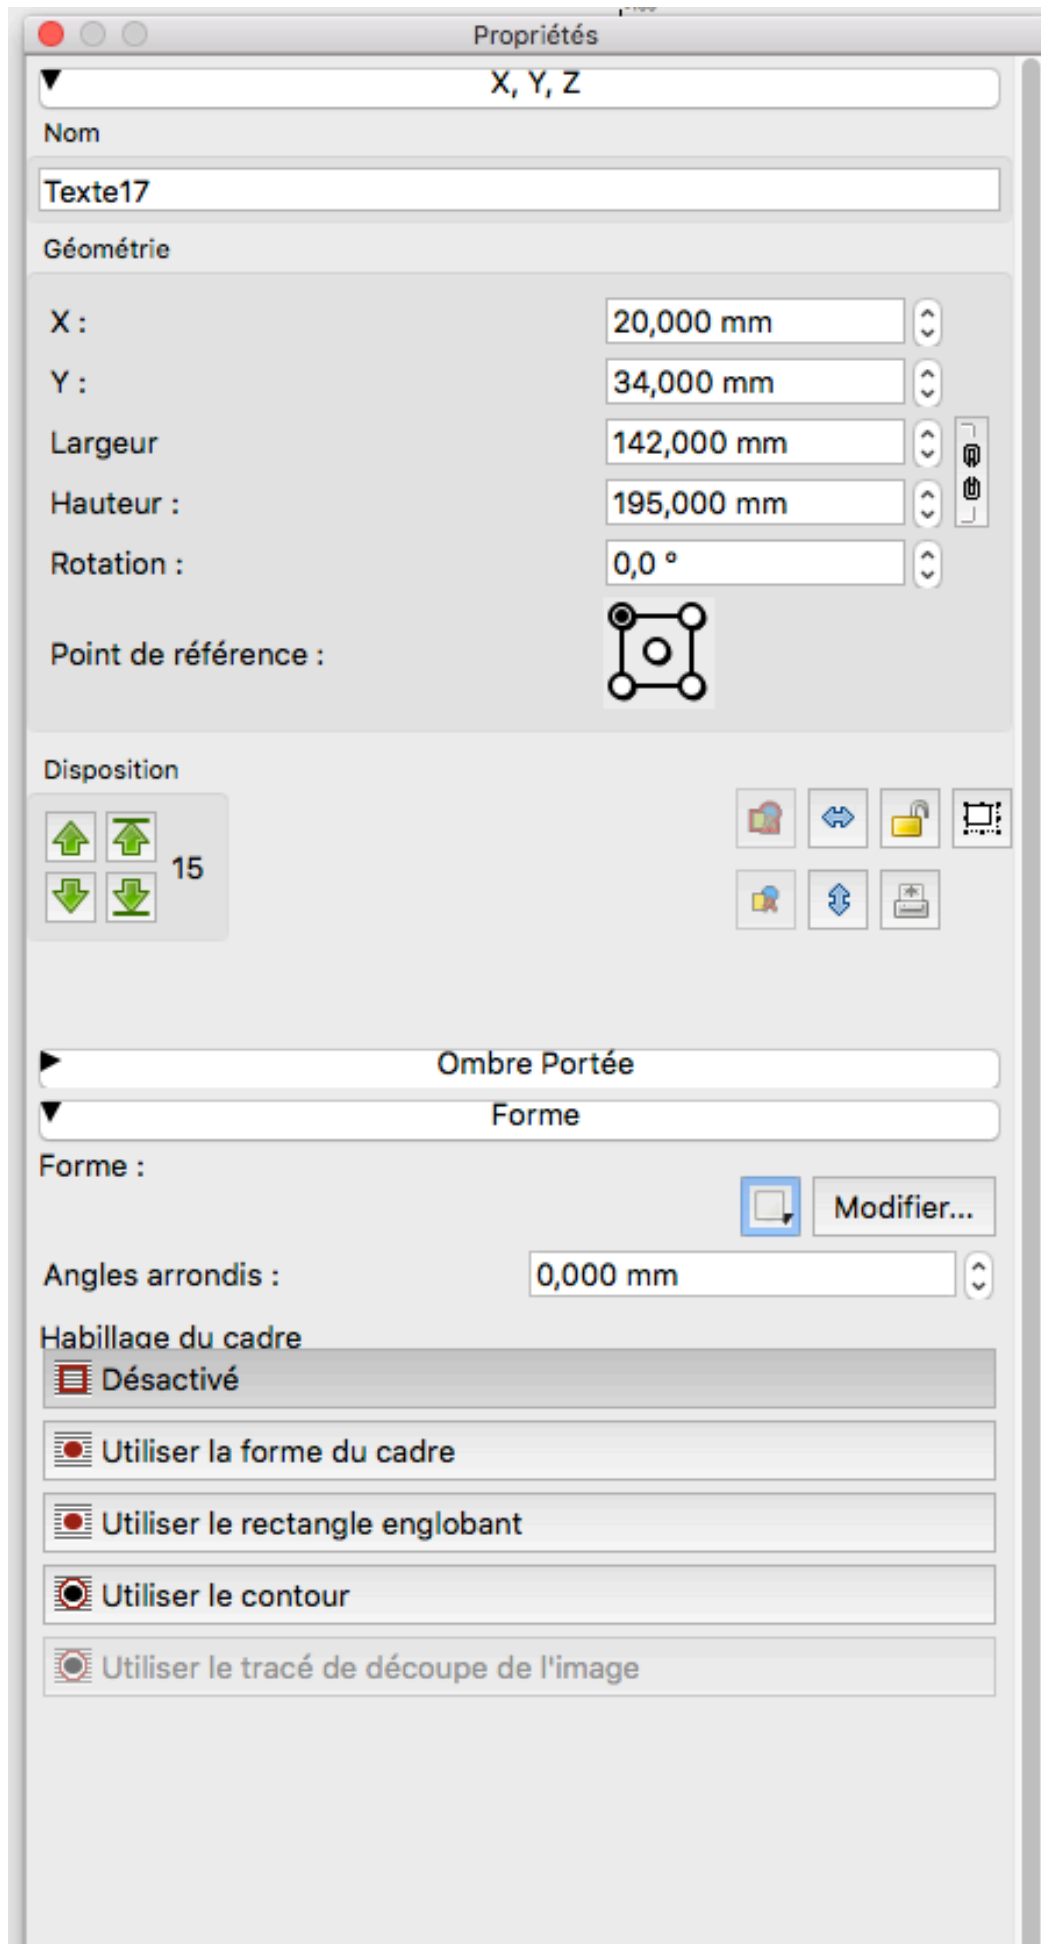 Propriétés
X, Y, Z
Nom
Texte17
Géométrie
X :
20,000 mm
Y :
34,000 mm
Largeur
142,000 mm
Hauteur :
195,000 mm
Rotation :
0,0 °
Point de référence :
Disposition
15
Ombre Portée
Forme
Forme :
Modifier...
Angles arrondis :
0,000 mm
Habillage du cadre
Désactivé
Utiliser la forme du cadre
Utiliser le rectangle englobant
Utiliser le contour
Utiliser le tracé de découpe de l'image